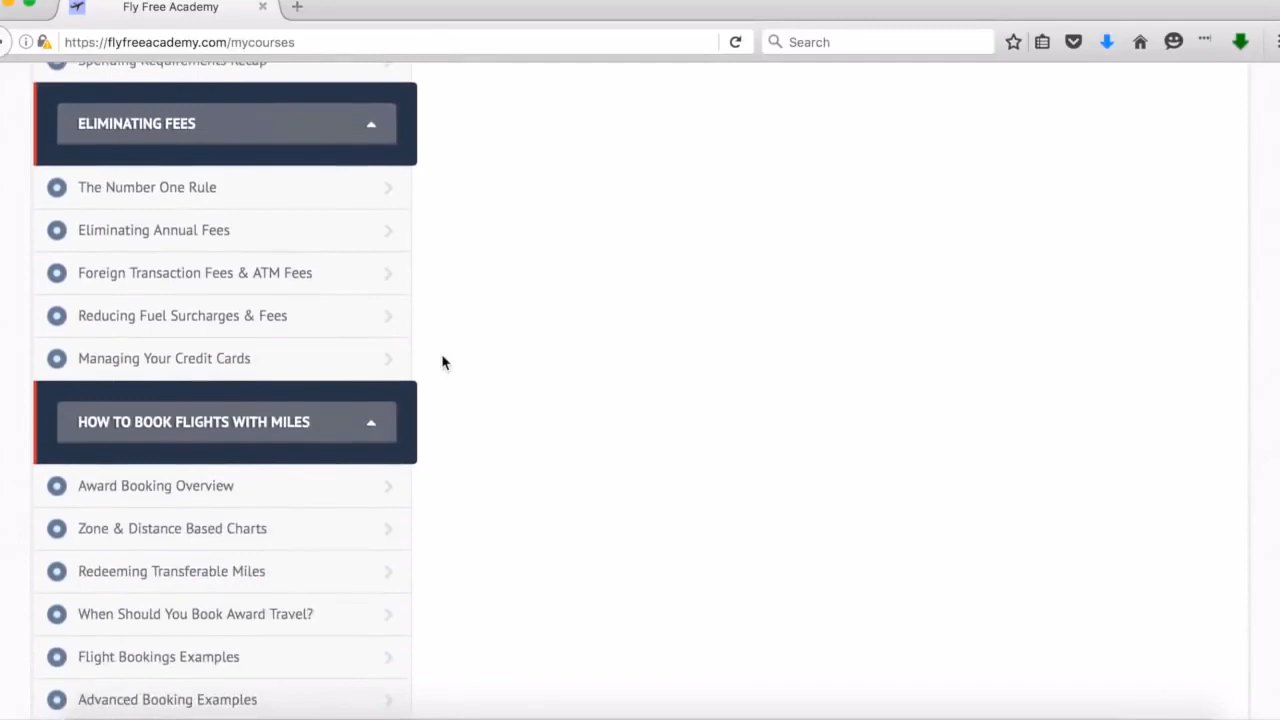 Fly Free Academy
https://flyfreeacademy.com/mycourses
Search
Spending Requirements Recap
ELIMINATING FEES
The Number One Rule
Eliminating Annual Fees
Foreign Transaction Fees & ATM Fees
Reducing Fuel Surcharges & Fees
Managing Your Credit Cards
HOW TO BOOK FLIGHTS WITH MILES
Award Booking Overview
Zone & Distance Based Charts
Redeeming Transferable Miles
When Should You Book Award Travel?
Flight Bookings Examples
Advanced Booking Examples